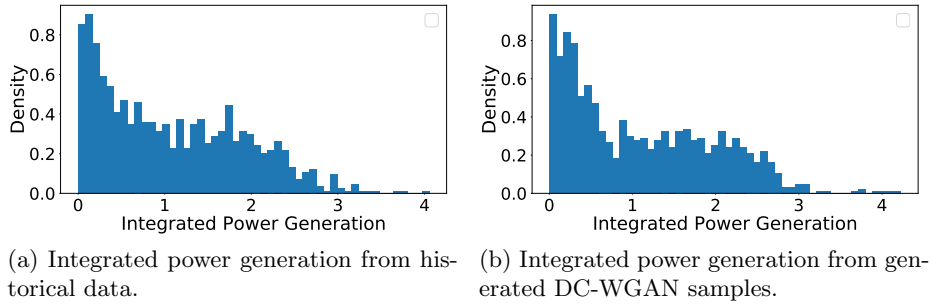 0.8
0.6
0.4
0.2
0.0
Density
0 1 2 3 4
Integrated Power Generation
(a) Integrated power generation from his-
torical data.
0.8
0.6
0.4
0.2
0.0
Density
0 1 2 3 4
Integrated Power Generation
(b) Integrated power generation from gen-
erated DC-WGAN samples.